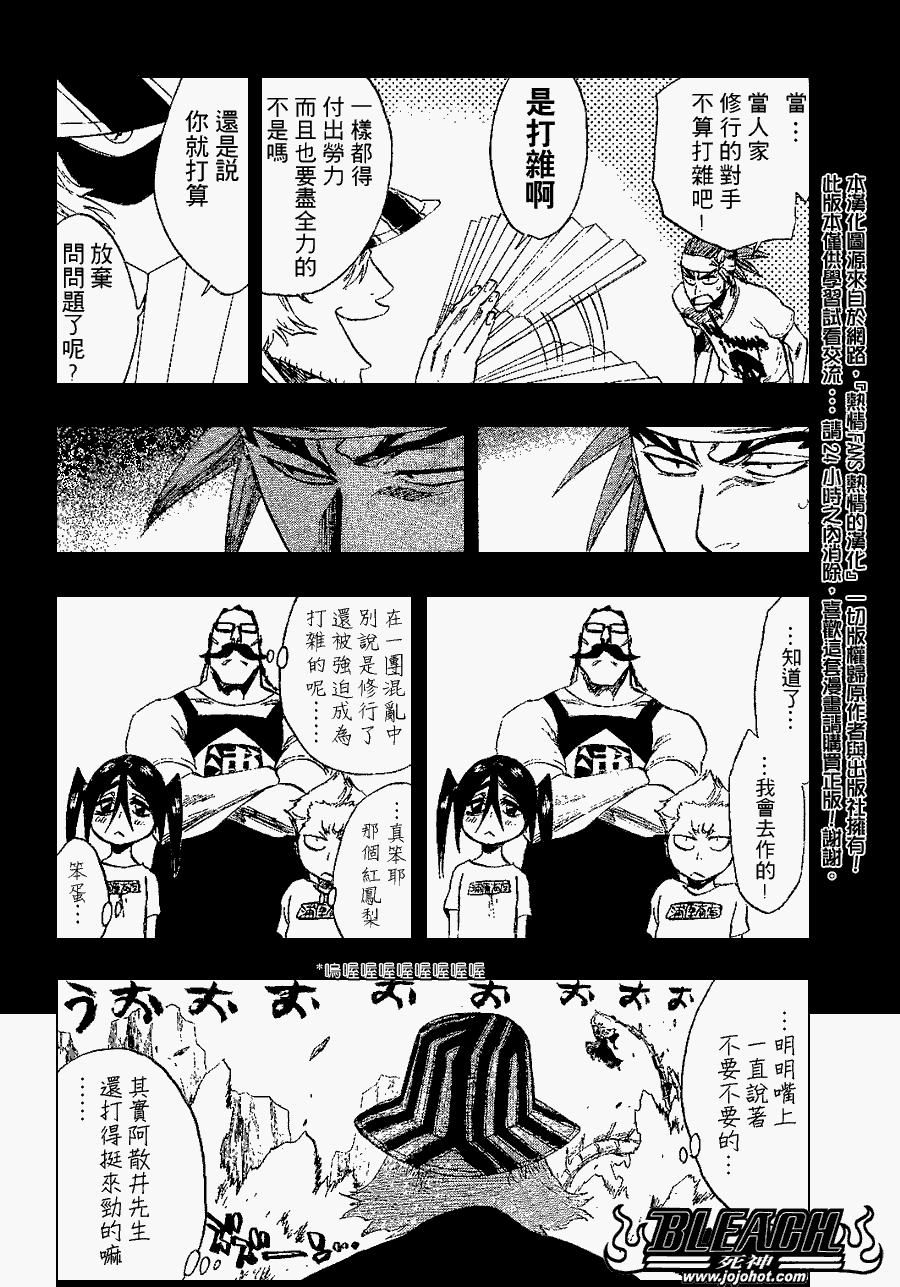 當…
當人家
修行的對手
不算打雜吧！
是打雜啊
一樣都得
付出勞力
而且也要盡全力的
不是嗎
還是說
你就打算
放棄
問問題了呢？
…知道了…
…我會去作的！
在一團混亂中
別說是修行了
還被強迫成為
打雜的呢……
…真笨耶
那個紅鳳梨
笨蛋…
*嗚喔喔喔喔喔喔喔喔
うおおおおおおおお
…明明嘴上
一直說著
不要不要的…
其實阿散井先生
還打得挺來勁的嘛
……
本漢化圖源來自於網路，『熱情FANS熱情的漢化』一切版權歸原作者與出版社擁有！
此版本僅供學習試看交流…請24小時之內消除，喜歡這套漫畫請購買正版！謝謝。
BLEACH
死神
www.jojohot.com